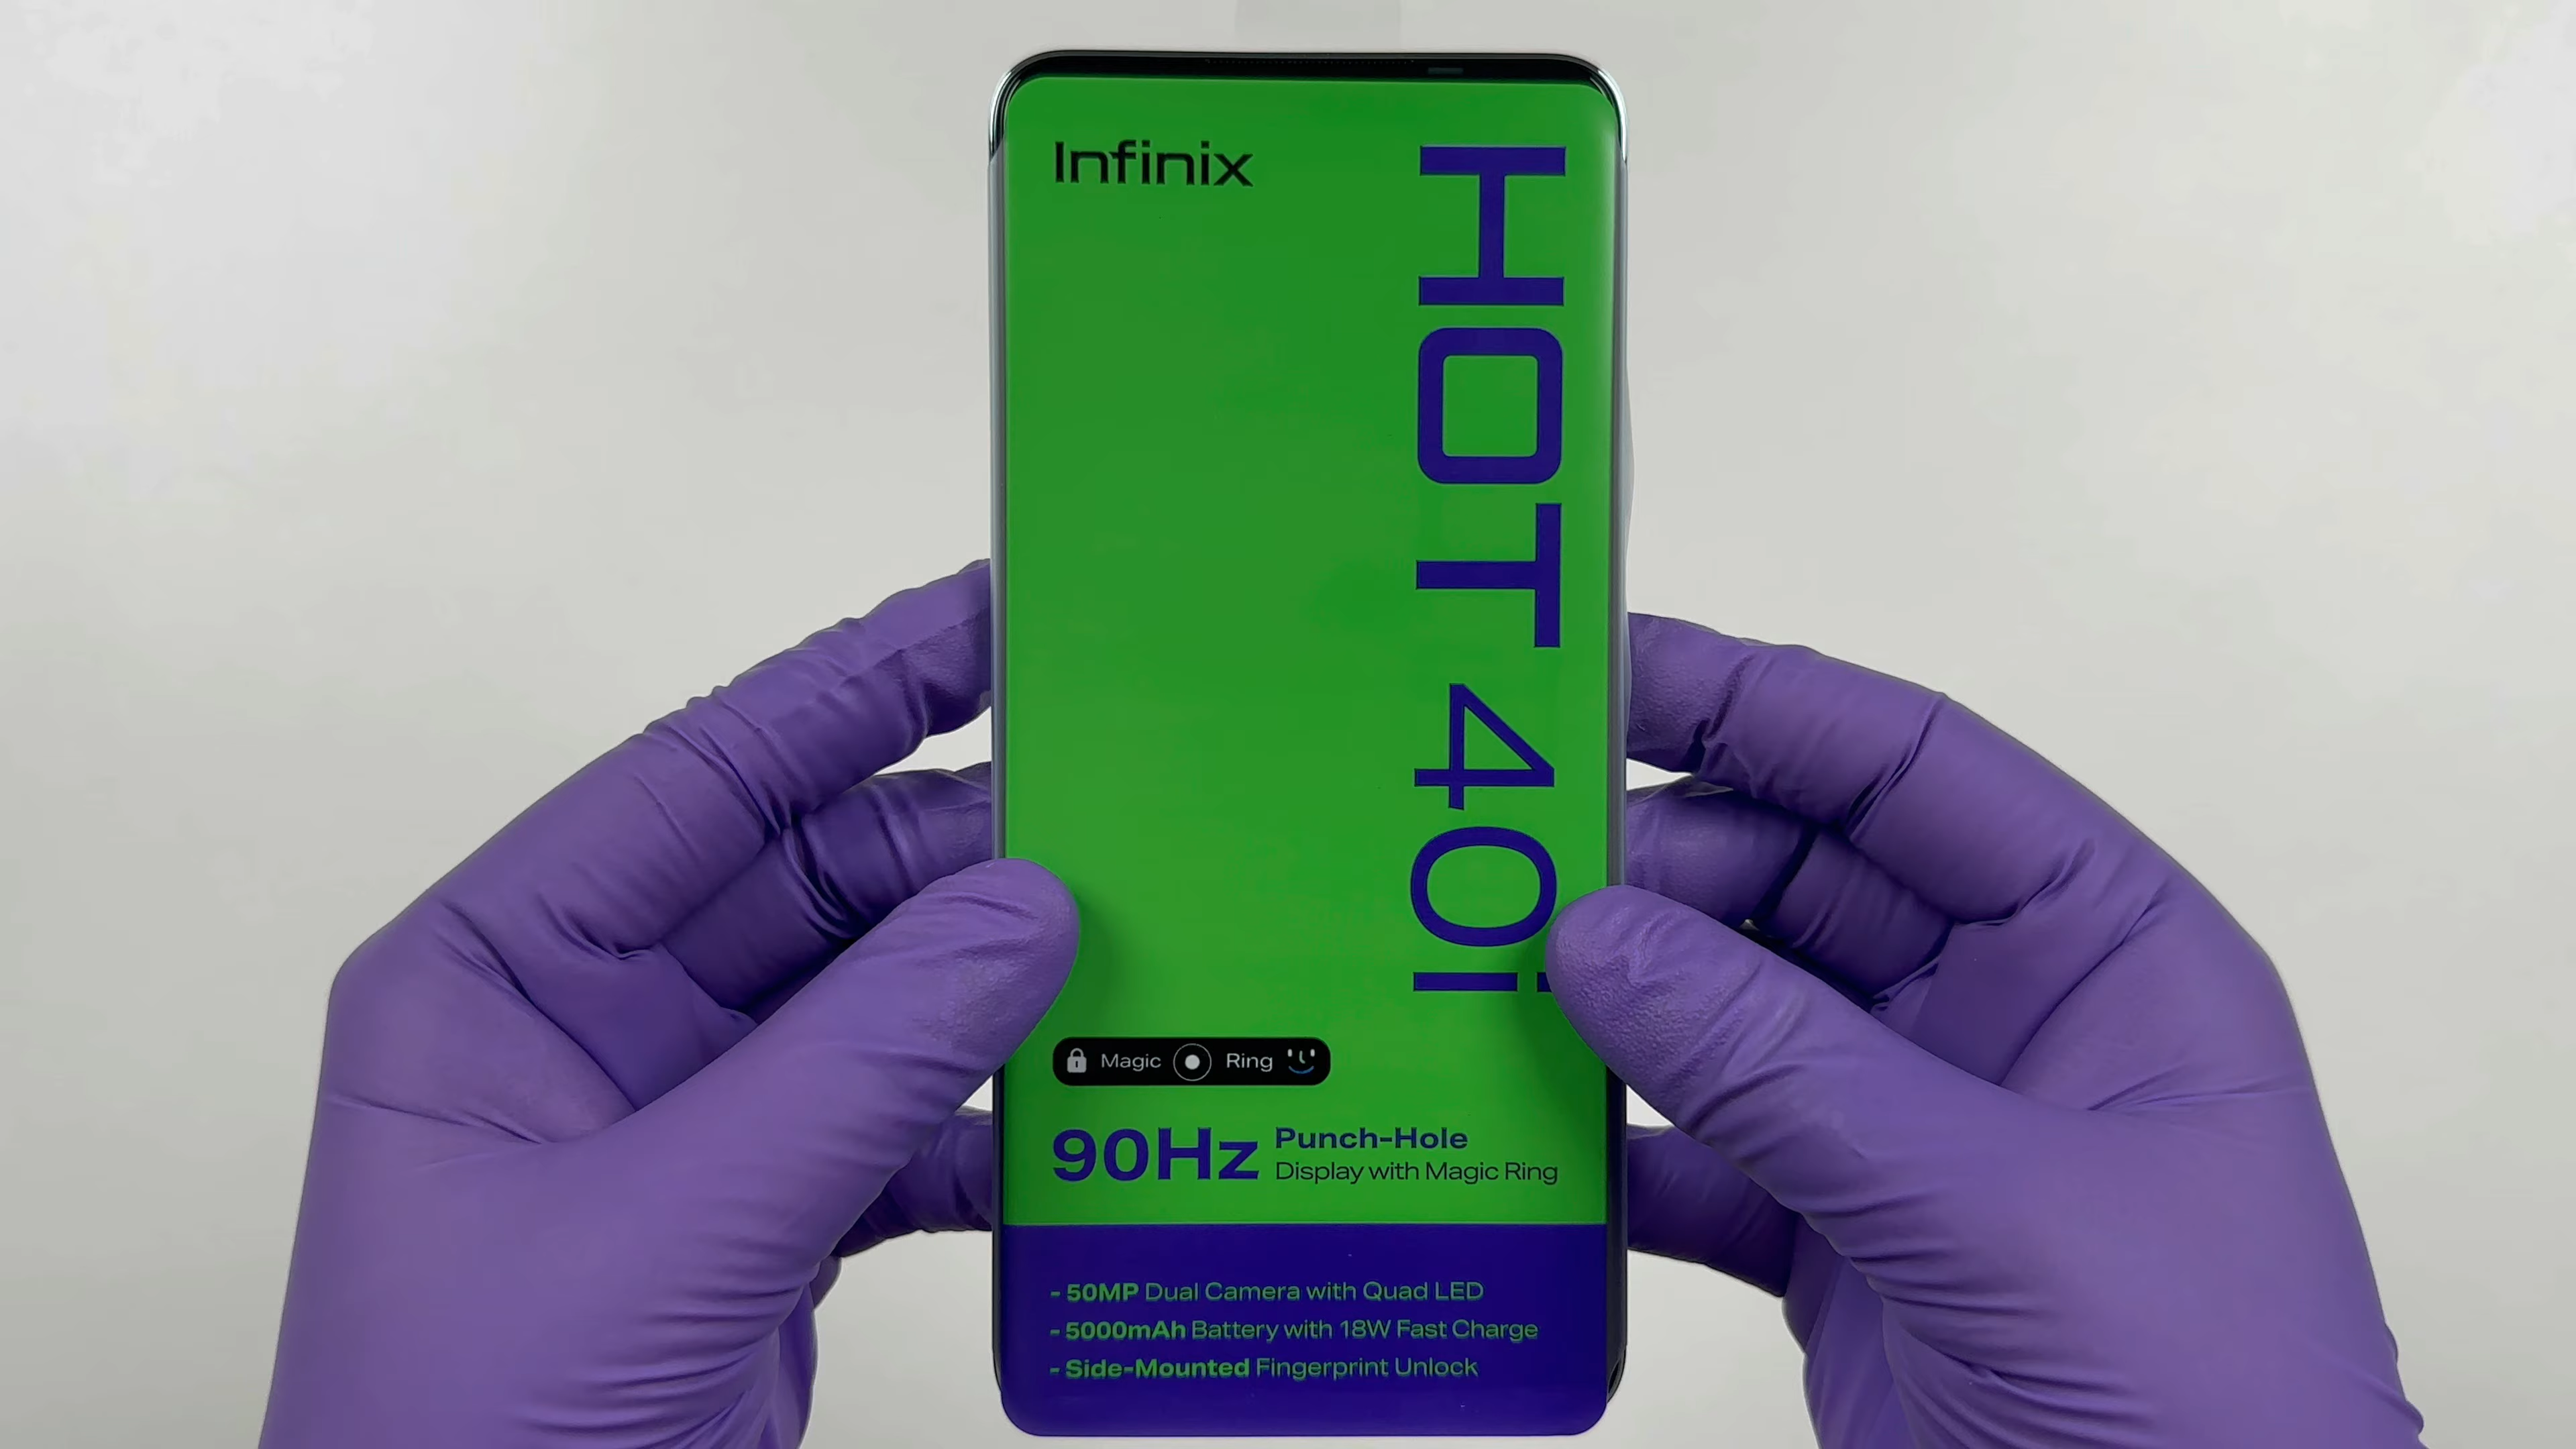 Infinix
HOT 40i
Magic Ring
90Hz Punch-Hole
Display with Magic Ring
- 50MP Dual Camera with Quad LED
- 5000mAh Battery with 18W Fast Charge
- Side-Mounted Fingerprint Unlock